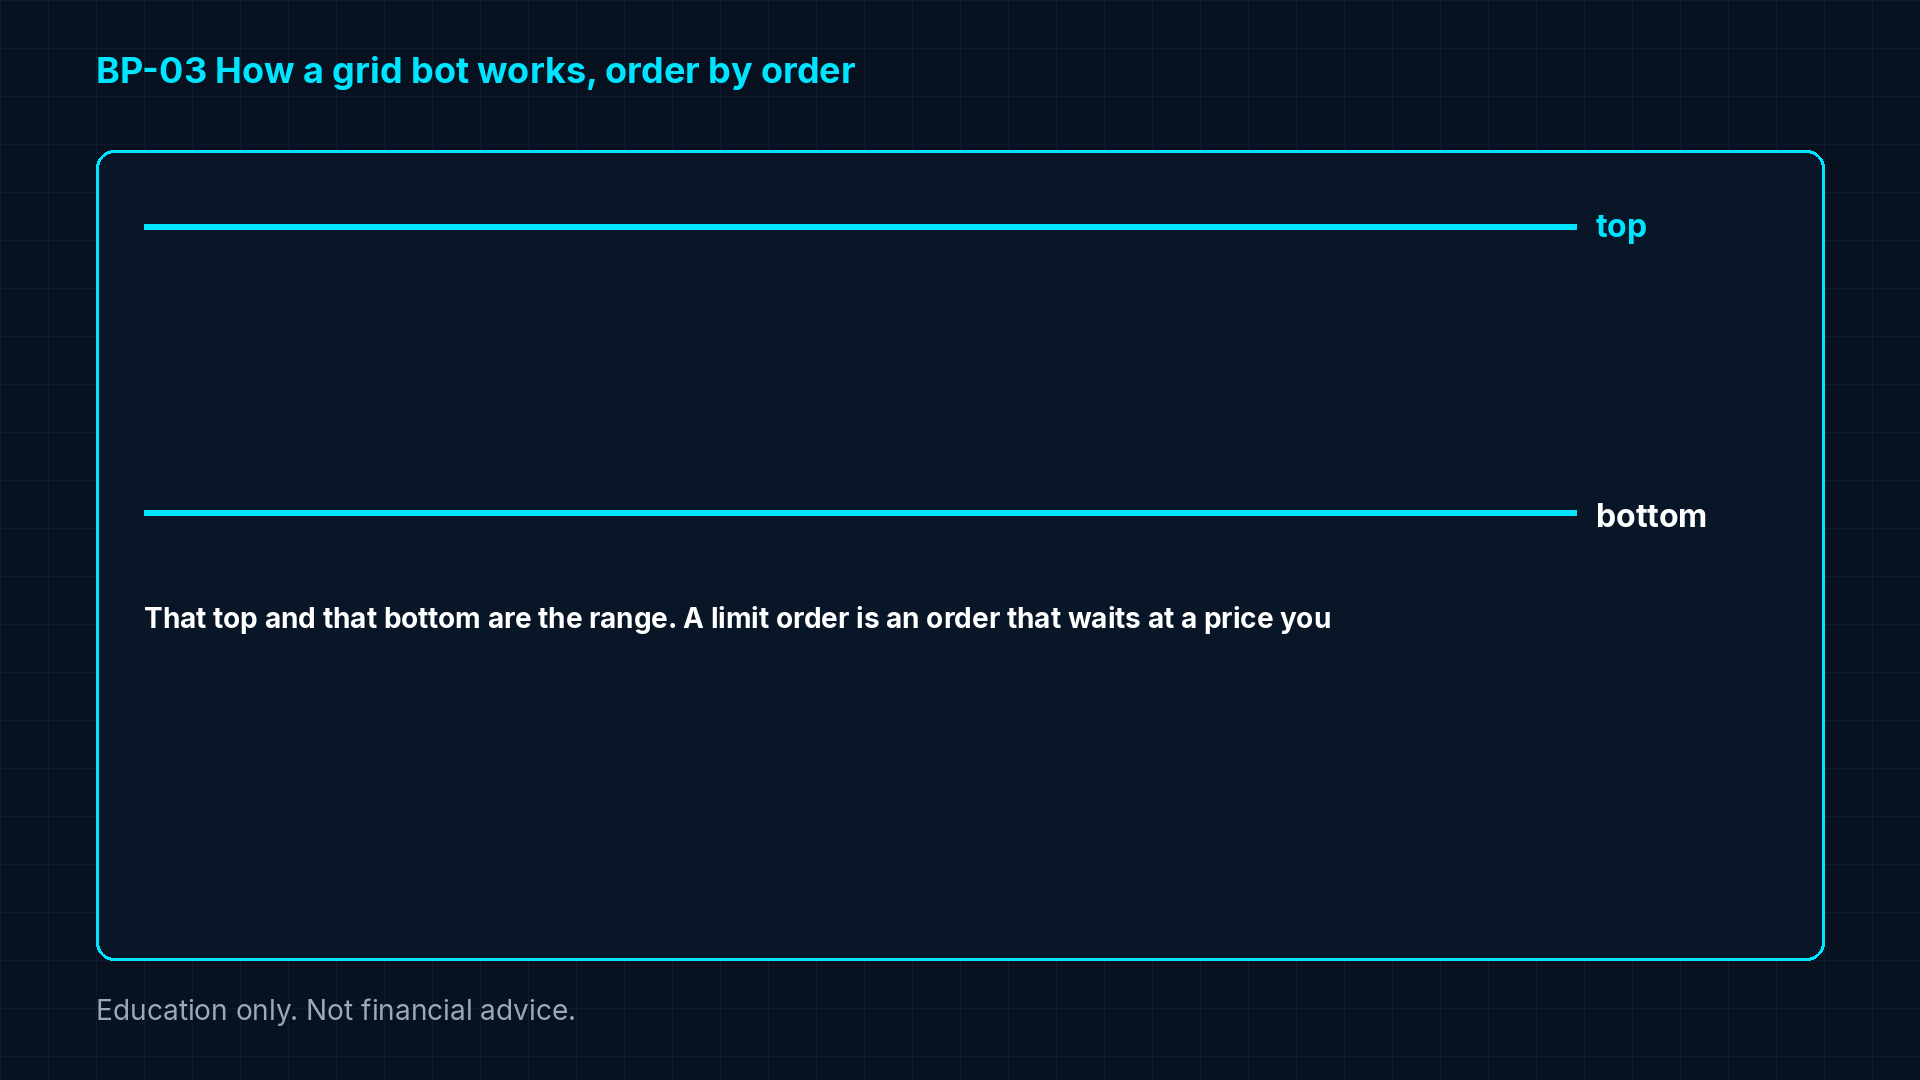 BP-03 How a grid bot works, order by order
top
bottom
That top and that bottom are the range. A limit order is an order that waits at a price you
Education only. Not financial advice.